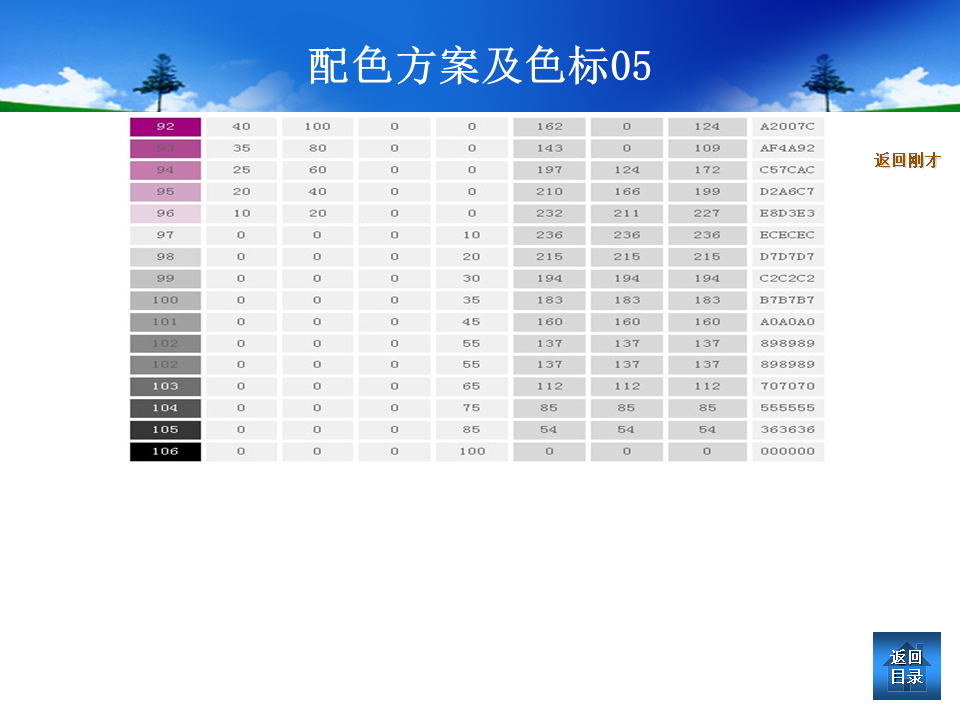 配色方案及色标05
92 40 100 0 0 162 0 124 A2007C
93 35 80 0 0 143 0 109 AF4A92
返回刚才
94 25 60 0 0 197 124 172 C57CAC
95 20 40 0 0 210 166 199 D2A6C7
96 10 20 0 0 232 211 227 E8D3E3
97 0 0 0 10 236 236 236 ECECEC
98 0 0 0 20 215 215 215 D7D7D7
99 0 0 0 30 194 194 194 C2C2C2
100 0 0 0 35 183 183 183 B7B7B7
101 0 0 0 45 160 160 160 A0A0A0
102 0 0 0 55 137 137 137 898989
102 0 0 0 55 137 137 137 898989
103 0 0 0 65 112 112 112 707070
104 0 0 0 75 85 85 85 555555
105 0 0 0 85 54 54 54 363636
106 0 0 0 100 0 0 0 000000
返回
目录